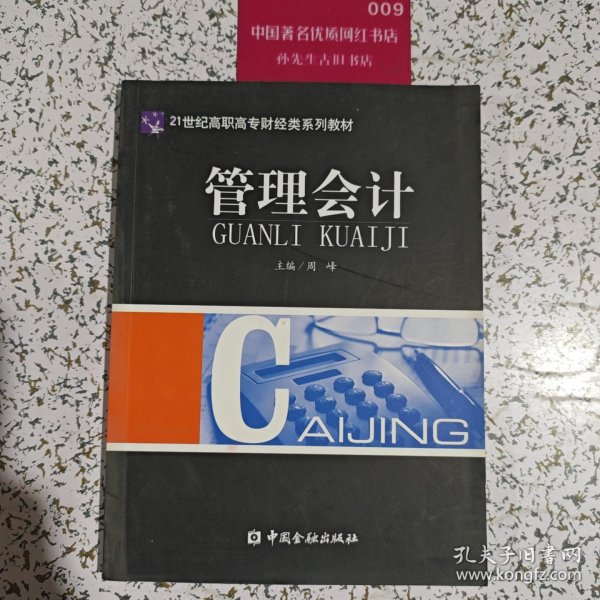 009
中国著名优质网红书店
孙先生古旧书店
21世纪高职高专财经类系列教材
管理会计
GUANLI KUAIJI
主编/周 峰
CAIJING
中国金融出版社
孔夫子旧书网
www.kongfz.com